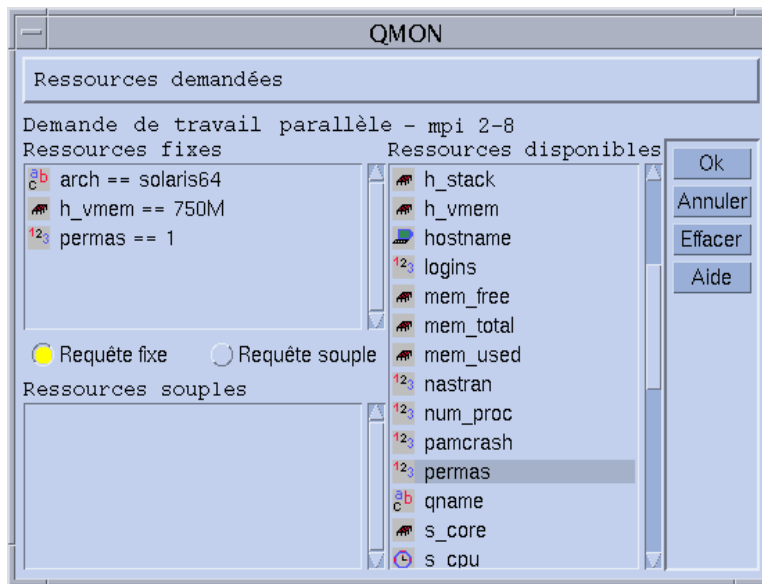 QMON
Ressources demandées
Demande de travail parallèle - mpi 2-8
Ressources fixes
arch == solaris64
h_vmem == 750M
permas == 1
Requête fixe
Requête souple
Ressources souples
Ressources disponibles
h_stack
h_vmem
hostname
logins
mem_free
mem_total
mem_used
nastran
num_proc
pamcrash
permas
qname
s_core
s_cpu
Ok
Annuler
Effacer
Aide